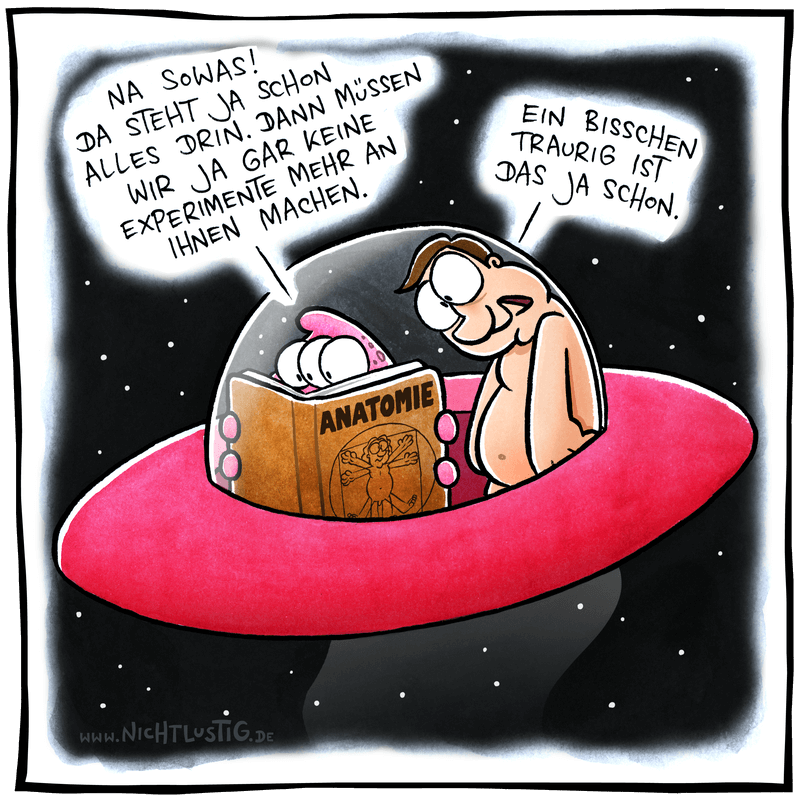 NA SOWAS!
DA STEHT JA SCHON
ALLES DRIN. DANN MÜSSEN
WIR JA GAR KEINE
EXPERIMENTE MEHR AN
IHNEN MACHEN.
EIN BISSCHEN
TRAURIG IST
DAS JA SCHON.
ANATOMIE
www.NICHTLUSTIG.DE